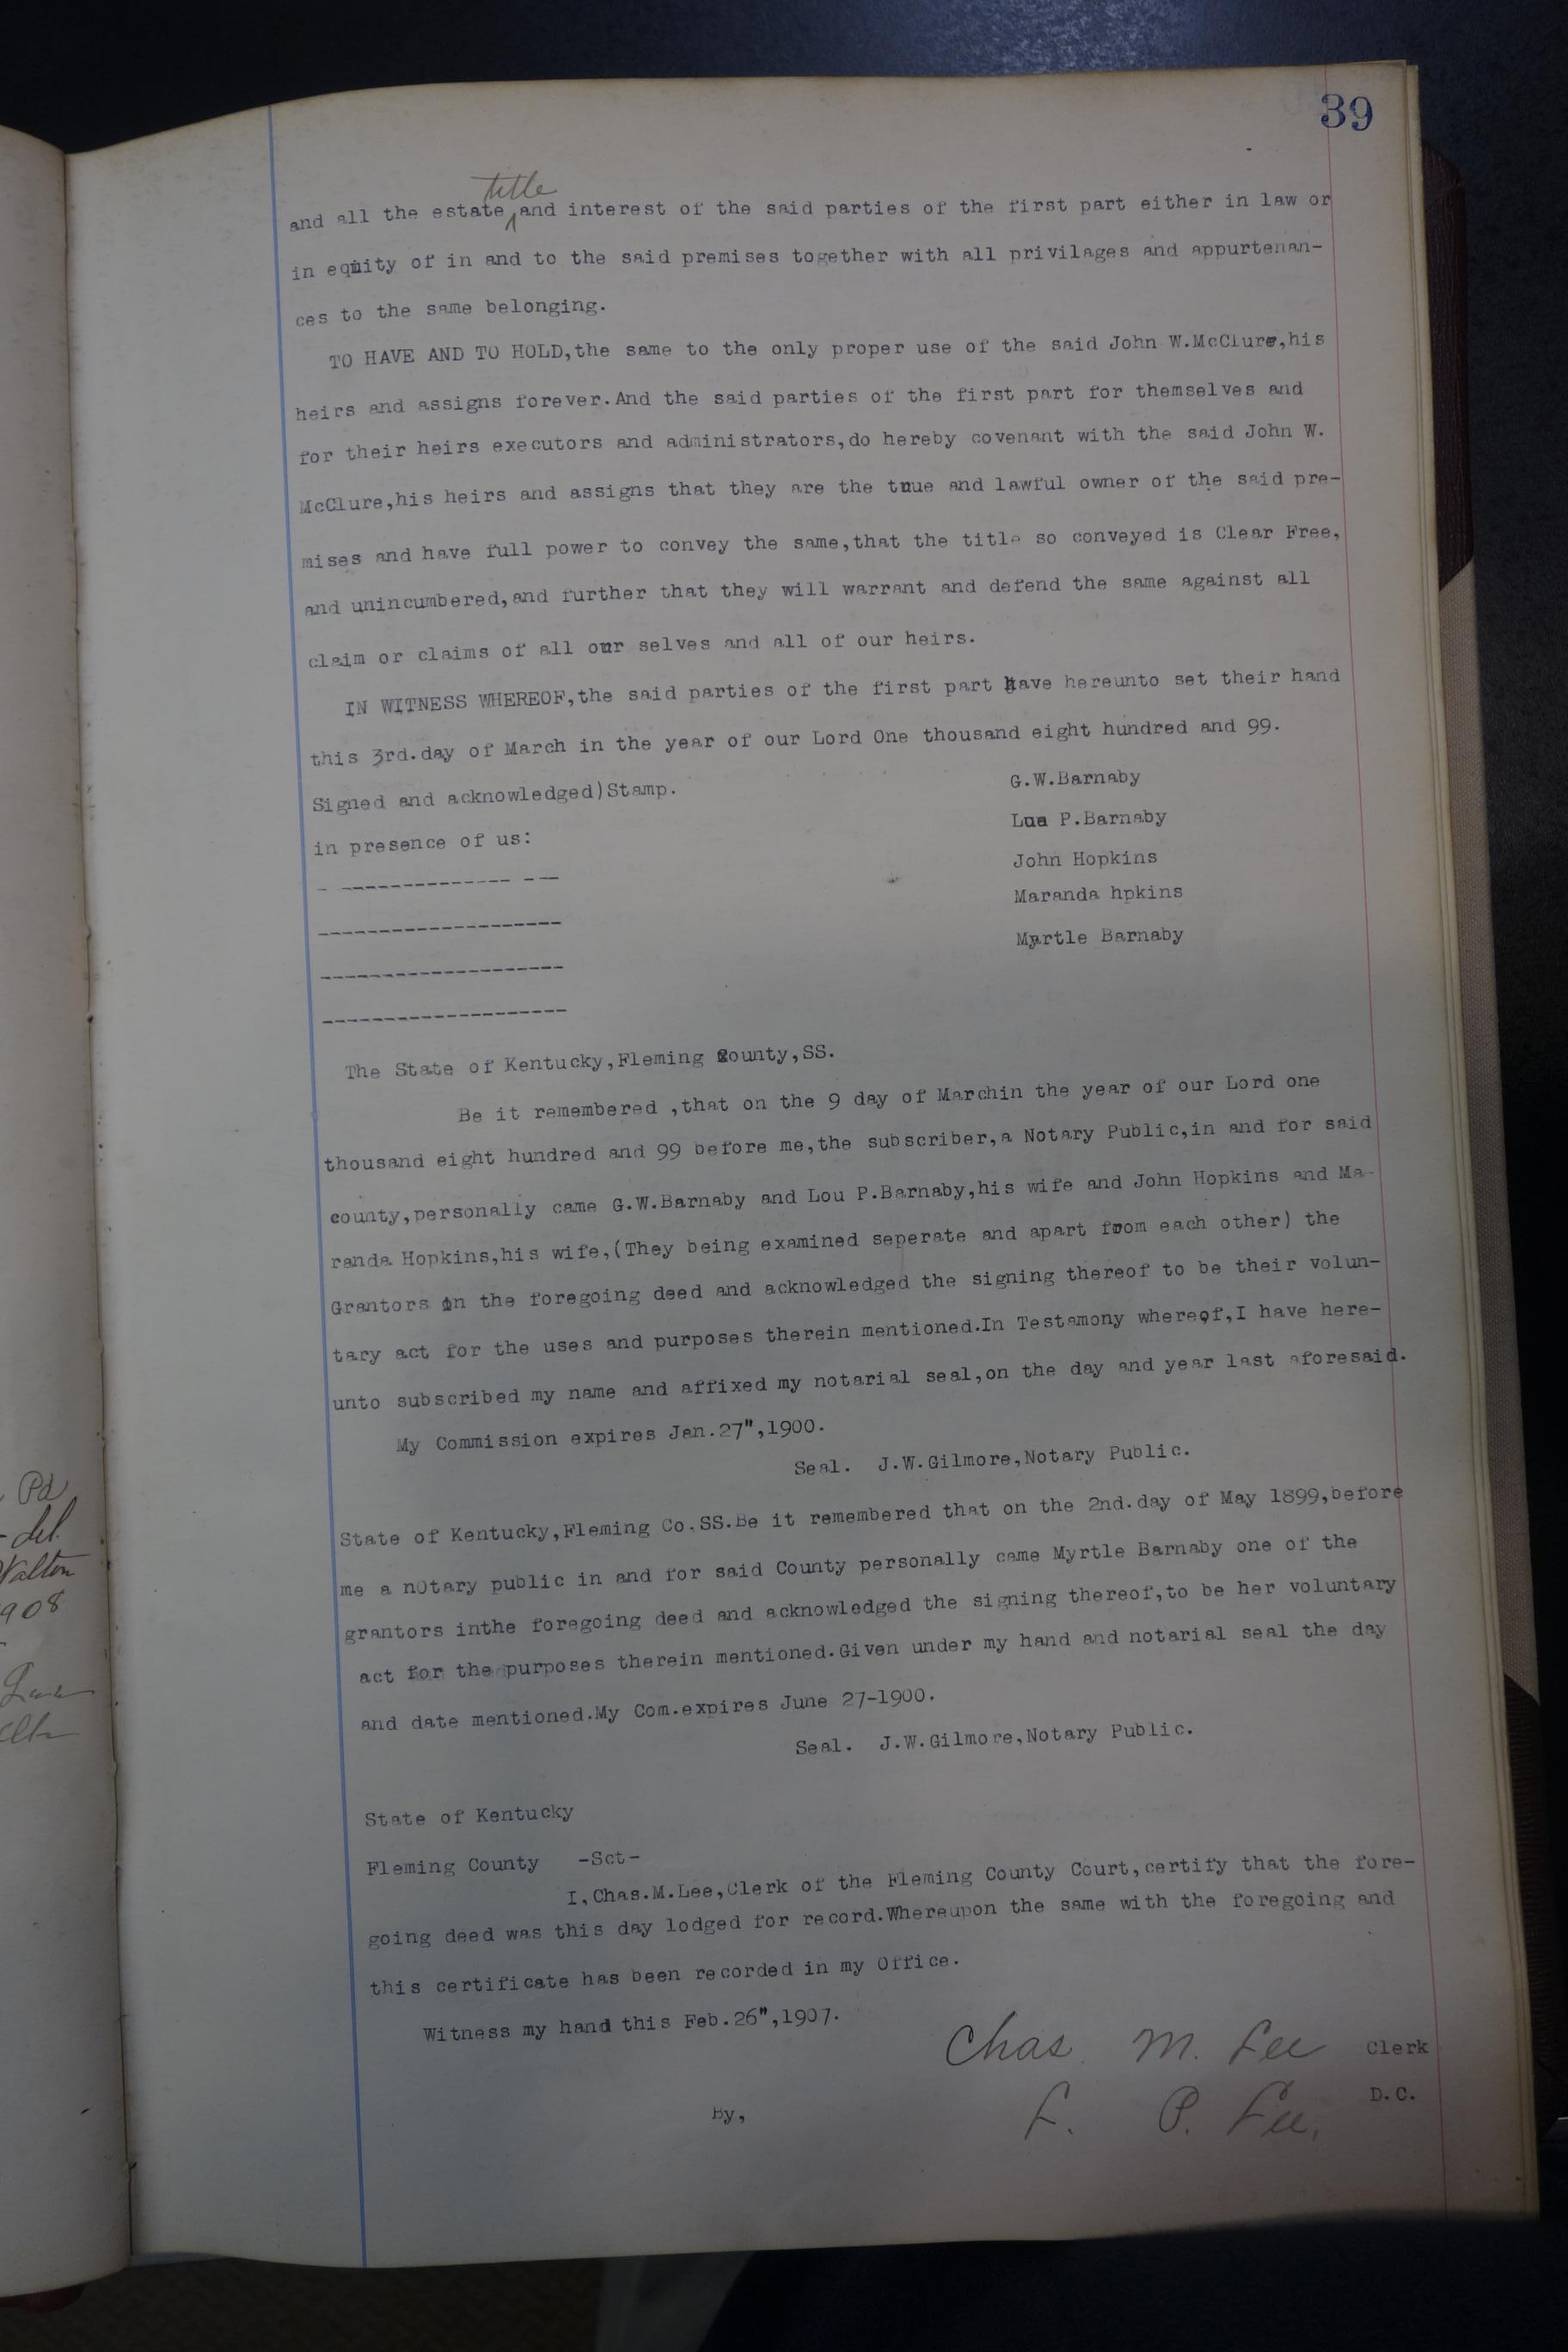 39
title
and all the estate and interest of the said parties of the first part either in law or
in equity of in and to the said premises together with all privilages and appurtenan-
ces to the same belonging.
TO HAVE AND TO HOLD,the same to the only proper use of the said John W.McClure,his
heirs and assigns forever.And the said parties of the first part for themselves and
for their heirs executors and administrators,do hereby covenant with the said John W.
McClure,his heirs and assigns that they are the true and lawful owner of the said pre-
mises and have full power to convey the same,that the title so conveyed is Clear Free,
and unincumbered,and further that they will warrant and defend the same against all
claim or claims of all our selves and all of our heirs.
IN WITNESS WHEREOF,the said parties of the first part have hereunto set their hand
this 3rd.day of March in the year of our Lord One thousand eight hundred and 99.
Signed and acknowledged)Stamp.
in presence of us:
G.W.Barnaby
Lua P.Barnaby
John Hopkins
Maranda hpkins
Myrtle Barnaby
The State of Kentucky,Fleming County,SS.
Be it remembered ,that on the 9 day of Marchin the year of our Lord one
thousand eight hundred and 99 before me,the subscriber,a Notary Public,in and for said
county,personally came G.W.Barnaby and Lou P.Barnaby,his wife and John Hopkins and Ma-
randa Hopkins,his wife,(They being examined seperate and apart from each other) the
Grantors in the foregoing deed and acknowledged the signing thereof to be their volun-
tary act for the uses and purposes therein mentioned.In Testamony whereof,I have here-
unto subscribed my name and affixed my notarial seal,on the day and year last aforesaid.
My Commission expires Jan.27",1900.
Seal. J.W.Gilmore,Notary Public.
State of Kentucky,Fleming Co.SS.Be it remembered that on the 2nd.day of May 1899,before
me a nOtary public in and for said County personally came Myrtle Barnaby one of the
grantors inthe foregoing deed and acknowledged the signing thereof,to be her voluntary
act for the purposes therein mentioned.Given under my hand and notarial seal the day
and date mentioned.My Com.expires June 27-1900.
Seal. J.W.Gilmore,Notary Public.
State of Kentucky
Fleming County -Sct-
I,Chas.M.Lee,Clerk of the Fleming County Court,certify that the fore-
going deed was this day lodged for record.Whereupon the same with the foregoing and
this certificate has been recorded in my Office.
Witness my hand this Feb.26",1907.
Chas. M. Lee Clerk
By, L. P. Lee, D.C.
Pd
del.
Walton
908